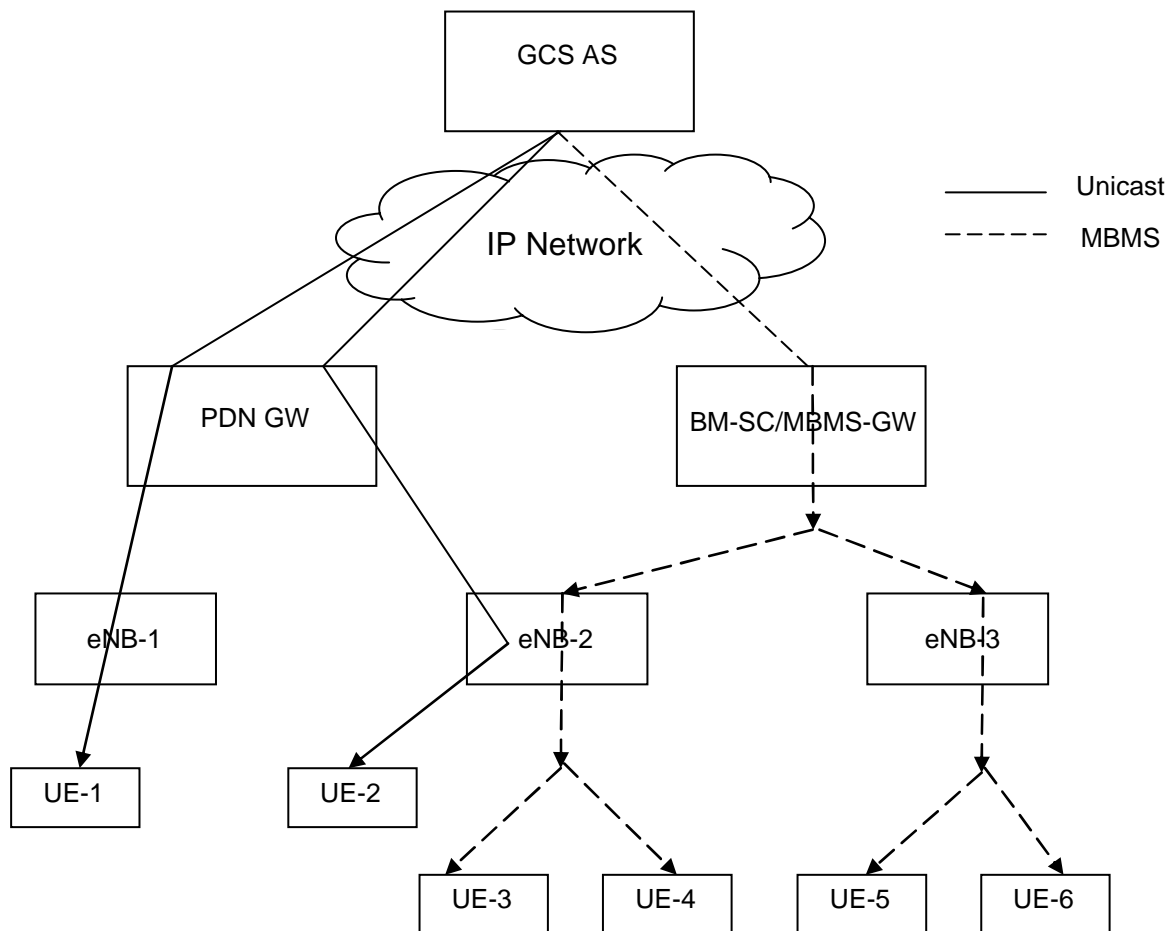 GCS AS
Unicast
IP Network
MBMS
PDN GW
BM-SC/MBMS-GW
eNB-1
eNB-2
eNB-3
UE-1
UE-2
UE-3
UE-4
UE-5
UE-6